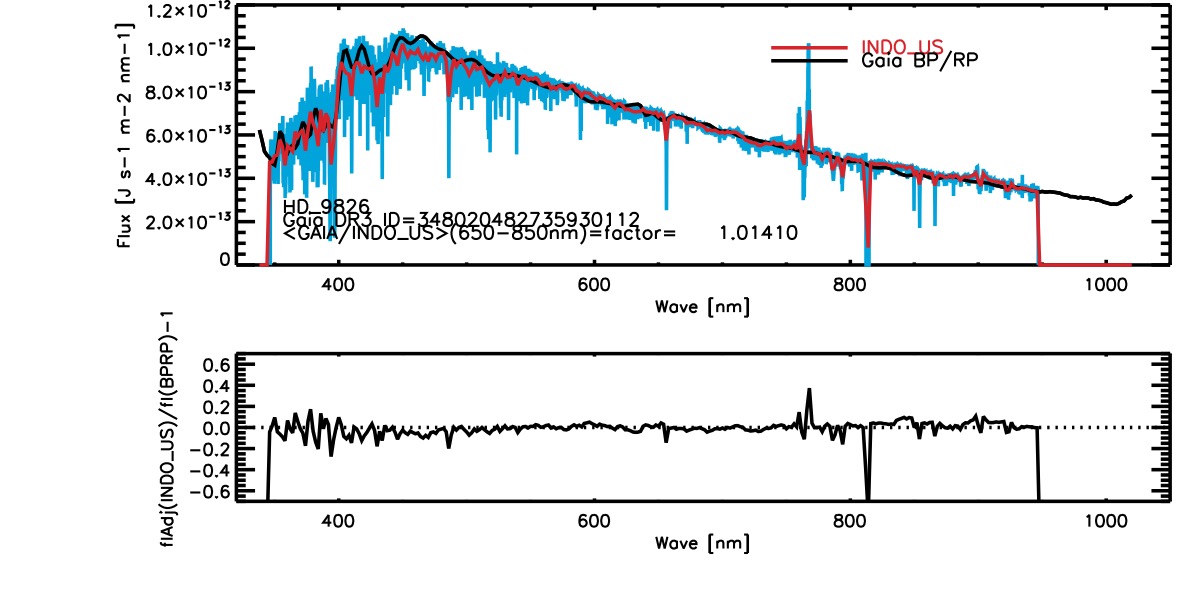 1.2×10−12
1.0×10−12
8.0×10−13
6.0×10−13
4.0×10−13
2.0×10−13
0
Flux [J s−1 m−2 nm−1]
INDO_US
Gaia BP/RP
HD_9826
Gaia DR3 ID=348020482735930112
<GAIA/INDO_US>(650−850nm)=factor= 1.01410
400 600 800 1000
Wave [nm]
flAdj(INDO_US)/fl(BPRP)−1
0.6
0.4
0.2
0.0
−0.2
−0.4
−0.6
400 600 800 1000
Wave [nm]